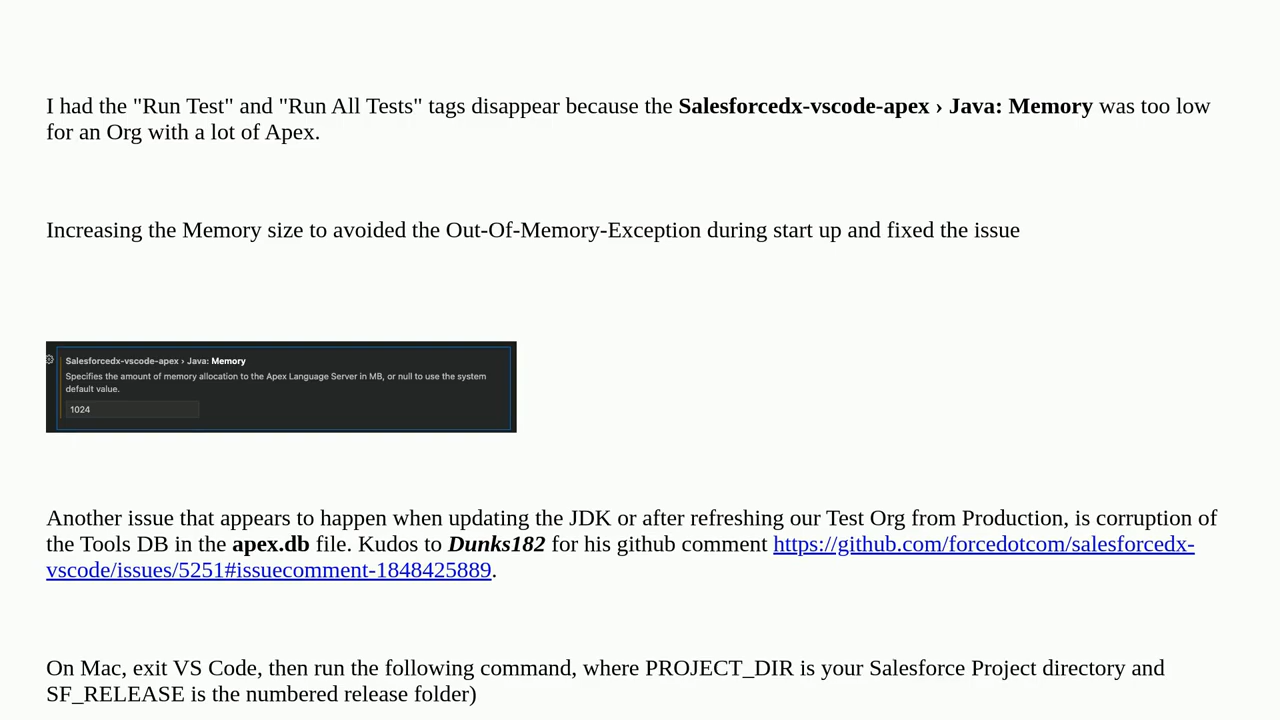 I had the "Run Test" and "Run All Tests" tags disappear because the Salesforcedx-vscode-apex › Java: Memory was too low
for an Org with a lot of Apex.
Increasing the Memory size to avoided the Out-Of-Memory-Exception during start up and fixed the issue
Salesforcedx-vscode-apex › Java: Memory
Specifies the amount of memory allocation to the Apex Language Server in MB, or null to use the system
default value.
1024
Another issue that appears to happen when updating the JDK or after refreshing our Test Org from Production, is corruption of
the Tools DB in the apex.db file. Kudos to Dunks182 for his github comment https://github.com/forcedotcom/salesforcedx-
vscode/issues/5251#issuecomment-1848425889.
On Mac, exit VS Code, then run the following command, where PROJECT_DIR is your Salesforce Project directory and
SF_RELEASE is the numbered release folder)